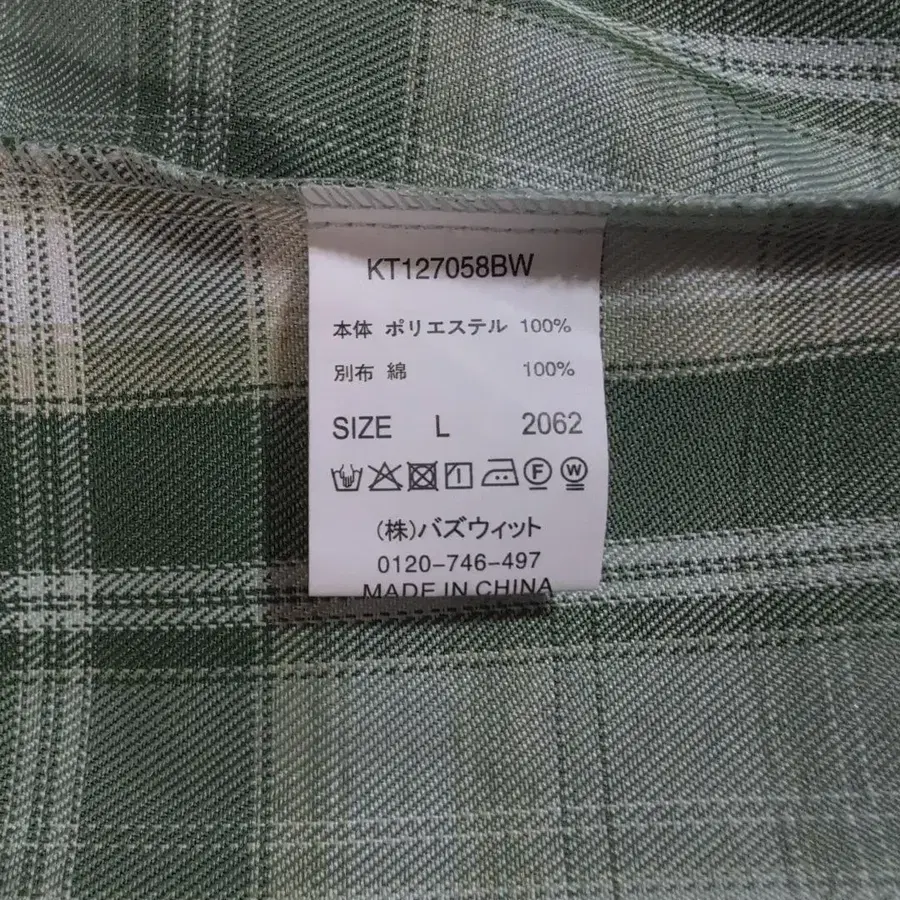 KT127058BW
本体 ポリエステル 100%
別布 綿 100%
SIZE L 2062
F W
(株)バズウィット
0120-746-497
MADE IN CHINA